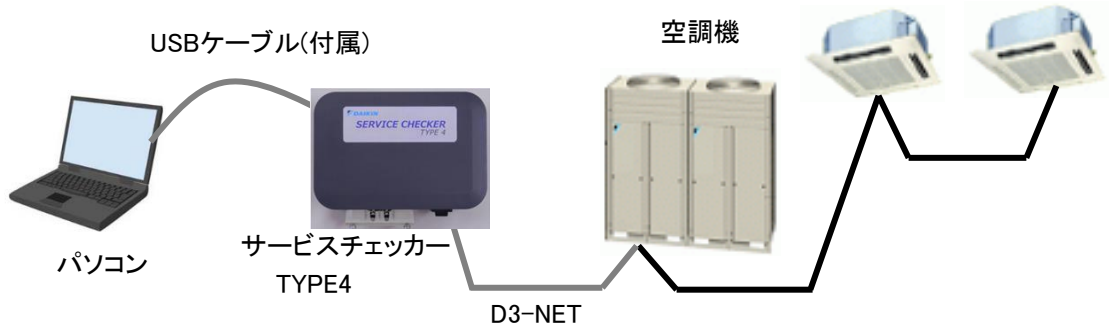 USBケーブル(付属)
空調機
DAIKIN
SERVICE CHECKER
TYPE 4
パソコン
サービスチェッカー
TYPE4
D3-NET